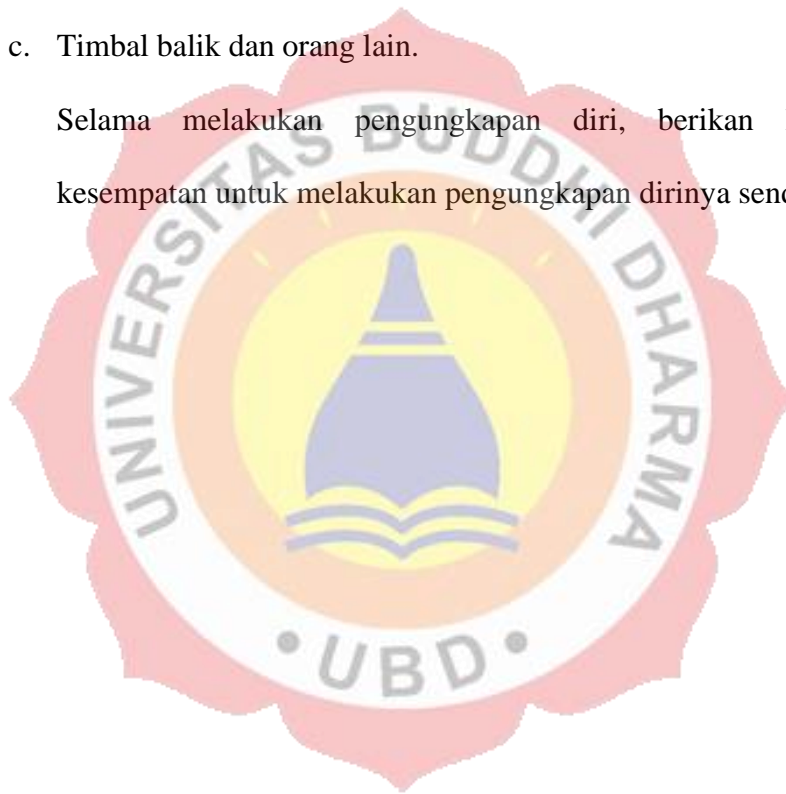 c. Timbal balik dan orang lain.
Selama melakukan pengungkapan diri, berikan
kesempatan untuk melakukan pengungkapan dirinya
UNIVERSITAS BUDDHI DHARMA
• UBD •